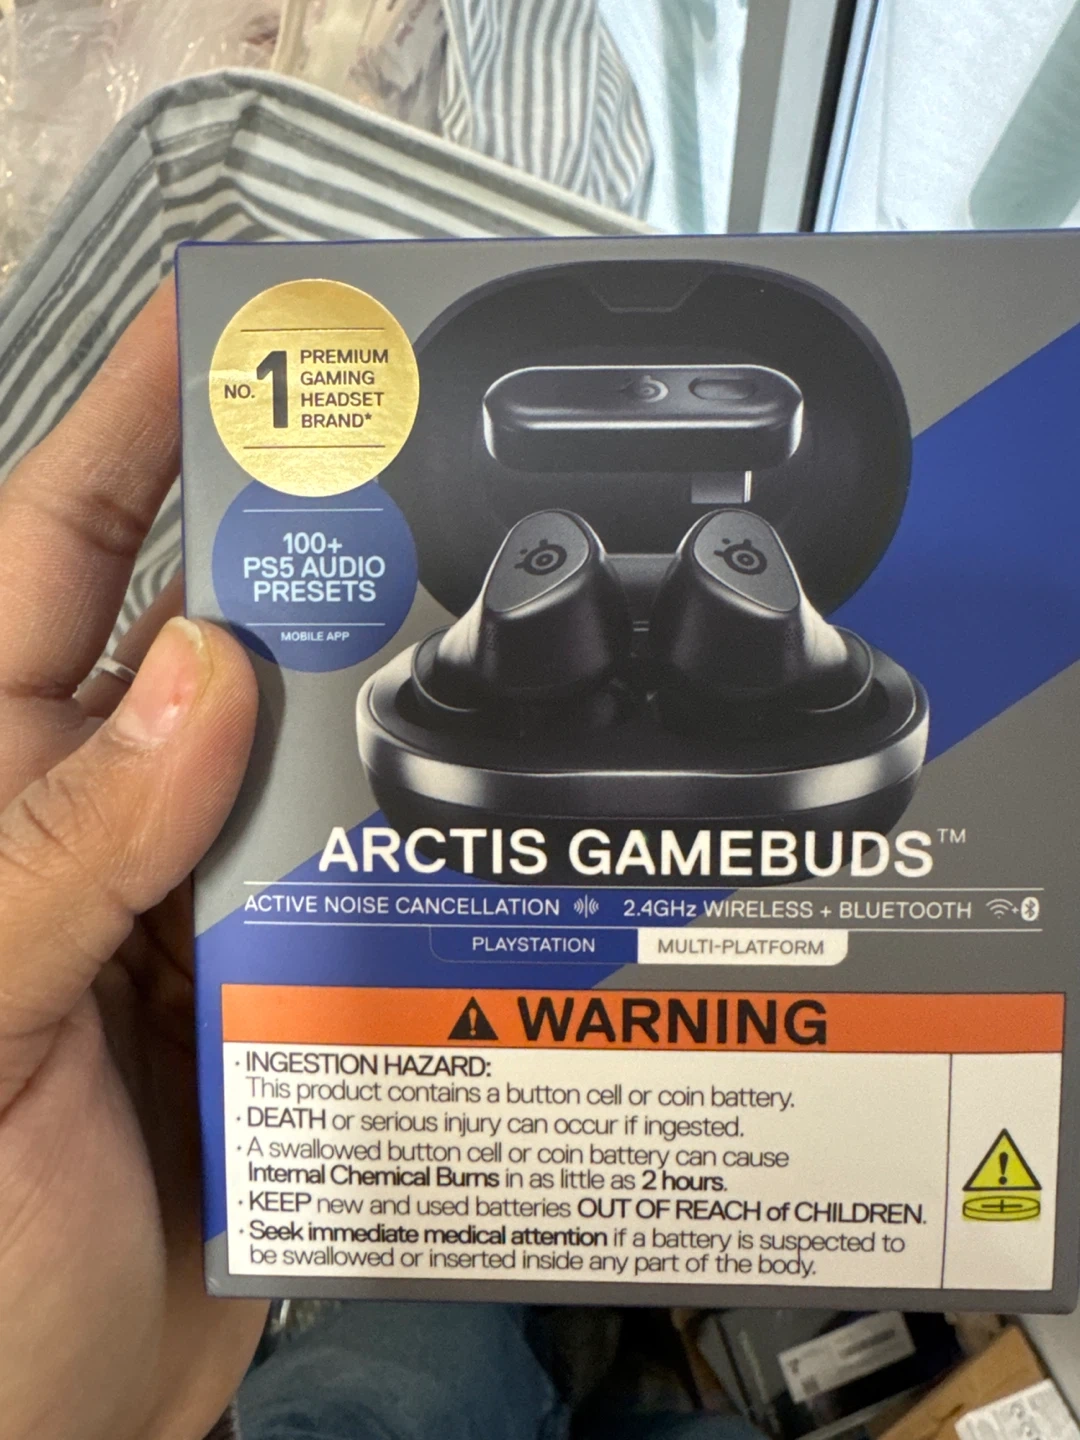 NO. 1 PREMIUM
GAMING
HEADSET
BRAND*
100+
PS5 AUDIO
PRESETS
MOBILE APP
ARCTIS GAMEBUDS™
ACTIVE NOISE CANCELLATION 2.4GHz WIRELESS + BLUETOOTH
PLAYSTATION MULTI-PLATFORM
WARNING
· INGESTION HAZARD:
This product contains a button cell or coin battery.
· DEATH or serious injury can occur if ingested.
· A swallowed button cell or coin battery can cause
Internal Chemical Burns in as little as 2 hours.
· KEEP new and used batteries OUT OF REACH of CHILDREN.
· Seek immediate medical attention if a battery is suspected to
be swallowed or inserted inside any part of the body.